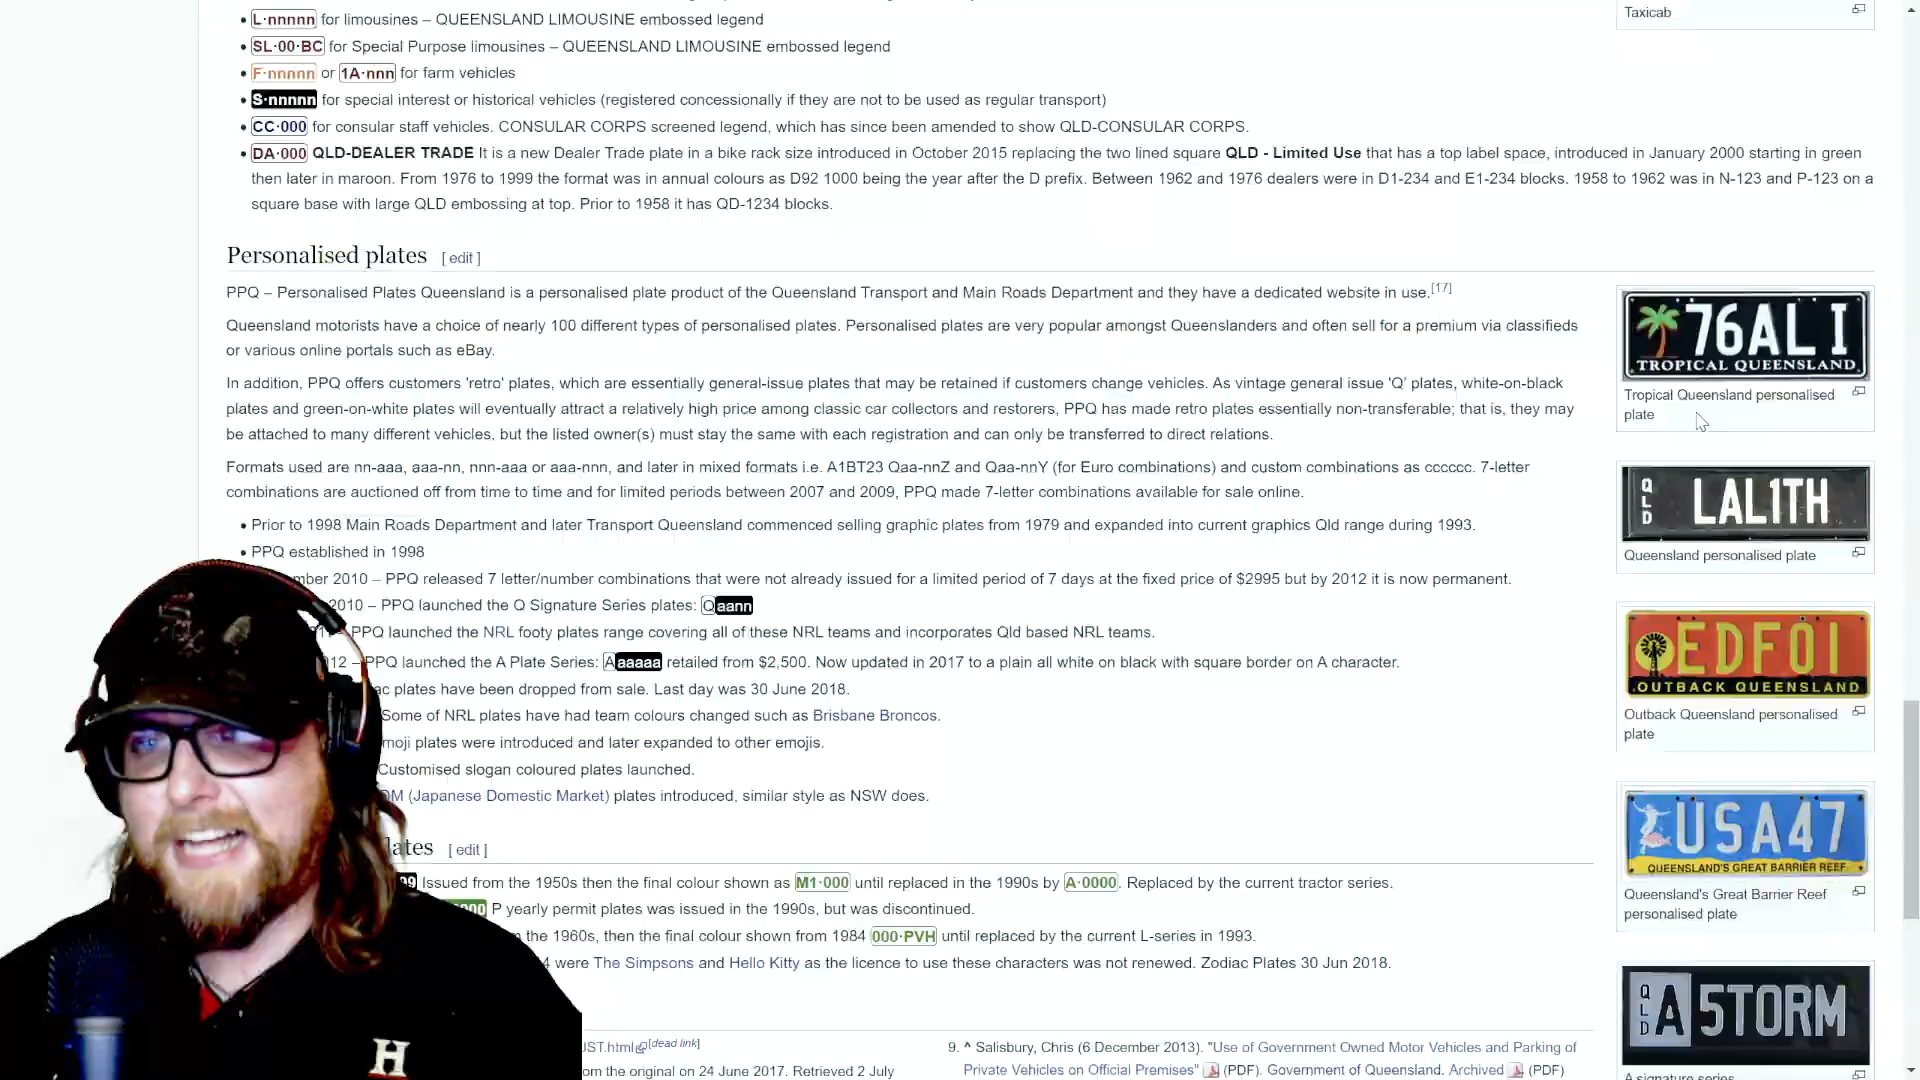 L·nnnnn for limousines – QUEENSLAND LIMOUSINE embossed legend
SL·00·BC for Special Purpose limousines – QUEENSLAND LIMOUSINE embossed legend
F·nnnnn or 1A·nnn for farm vehicles
S·nnnnn for special interest or historical vehicles (registered concessionally if they are not to be used as regular transport)
CC·000 for consular staff vehicles. CONSULAR CORPS screened legend, which has since been amended to show QLD-CONSULAR CORPS.
DA·000 QLD-DEALER TRADE It is a new Dealer Trade plate in a bike rack size introduced in October 2015 replacing the two lined square QLD - Limited Use that has a top label space, introduced in January 2000 starting in green
then later in maroon. From 1976 to 1999 the format was in annual colours as D92 1000 being the year after the D prefix. Between 1962 and 1976 dealers were in D1-234 and E1-234 blocks. 1958 to 1962 was in N-123 and P-123 on a
square base with large QLD embossing at top. Prior to 1958 it has QD-1234 blocks.
Personalised plates [ edit ]
PPQ – Personalised Plates Queensland is a personalised plate product of the Queensland Transport and Main Roads Department and they have a dedicated website in use.[17]
Queensland motorists have a choice of nearly 100 different types of personalised plates. Personalised plates are very popular amongst Queenslanders and often sell for a premium via classifieds
or various online portals such as eBay.
In addition, PPQ offers customers 'retro' plates, which are essentially general-issue plates that may be retained if customers change vehicles. As vintage general issue 'Q' plates, white-on-black
plates and green-on-white plates will eventually attract a relatively high price among classic car collectors and restorers, PPQ has made retro plates essentially non-transferable; that is, they may
be attached to many different vehicles, but the listed owner(s) must stay the same with each registration and can only be transferred to direct relations.
Formats used are nn-aaa, aaa-nn, nnn-aaa or aaa-nnn, and later in mixed formats i.e. A1BT23 Qaa-nnZ and Qaa-nnY (for Euro combinations) and custom combinations as cccccc. 7-letter
combinations are auctioned off from time to time and for limited periods between 2007 and 2009, PPQ made 7-letter combinations available for sale online.
Prior to 1998 Main Roads Department and later Transport Queensland commenced selling graphic plates from 1979 and expanded into current graphics Qld range during 1993.
PPQ established in 1998
mber 2010 – PPQ released 7 letter/number combinations that were not already issued for a limited period of 7 days at the fixed price of $2995 but by 2012 it is now permanent.
2010 – PPQ launched the Q Signature Series plates: Qaann
PPQ launched the NRL footy plates range covering all of these NRL teams and incorporates Qld based NRL teams.
12 – PPQ launched the A Plate Series: Aaaaaa retailed from $2,500. Now updated in 2017 to a plain all white on black with square border on A character.
ac plates have been dropped from sale. Last day was 30 June 2018.
Some of NRL plates have had team colours changed such as Brisbane Broncos.
moji plates were introduced and later expanded to other emojis.
Customised slogan coloured plates launched.
DM (Japanese Domestic Market) plates introduced, similar style as NSW does.
lates [ edit ]
99 Issued from the 1950s then the final colour shown as M1·000 until replaced in the 1990s by A·0000. Replaced by the current tractor series.
000 P yearly permit plates was issued in the 1990s, but was discontinued.
the 1960s, then the final colour shown from 1984 000·PVH until replaced by the current L-series in 1993.
4 were The Simpsons and Hello Kitty as the licence to use these characters was not renewed. Zodiac Plates 30 Jun 2018.
JST.html [dead link]
om the original on 24 June 2017. Retrieved 2 July
9. ^ Salisbury, Chris (6 December 2013). "Use of Government Owned Motor Vehicles and Parking of
Private Vehicles on Official Premises" (PDF). Government of Queensland. Archived (PDF)
Taxicab
76ALI
TROPICAL QUEENSLAND
Tropical Queensland personalised
plate
QLD LAL1TH
Queensland personalised plate
EDF01
OUTBACK QUEENSLAND
Outback Queensland personalised
plate
USA47
QUEENSLAND'S GREAT BARRIER REEF
Queensland's Great Barrier Reef
personalised plate
QLD A 5TORM
A signature series
H